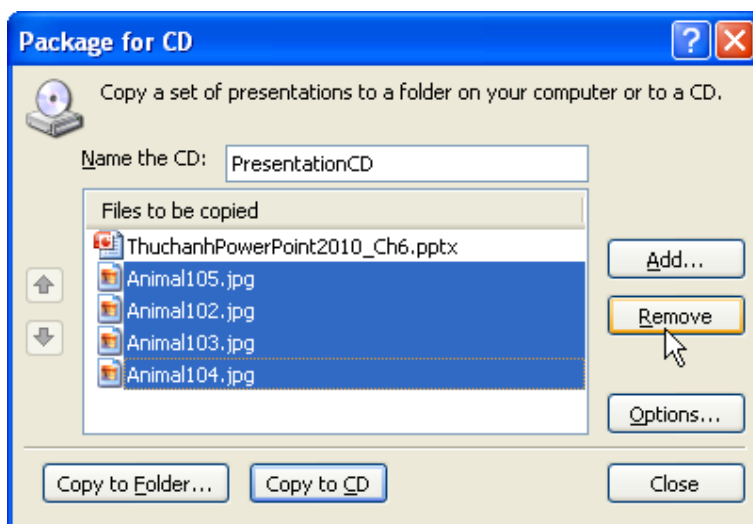 Package for CD
Copy a set of presentations to a folder on your computer or to a CD.
Name the CD: PresentationCD
Files to be copied
ThuchanhPowerPoint2010_Ch6.pptx
Animal105.jpg
Animal102.jpg
Animal103.jpg
Animal104.jpg
Add...
Remove
Options...
Copy to Folder... Copy to CD Close